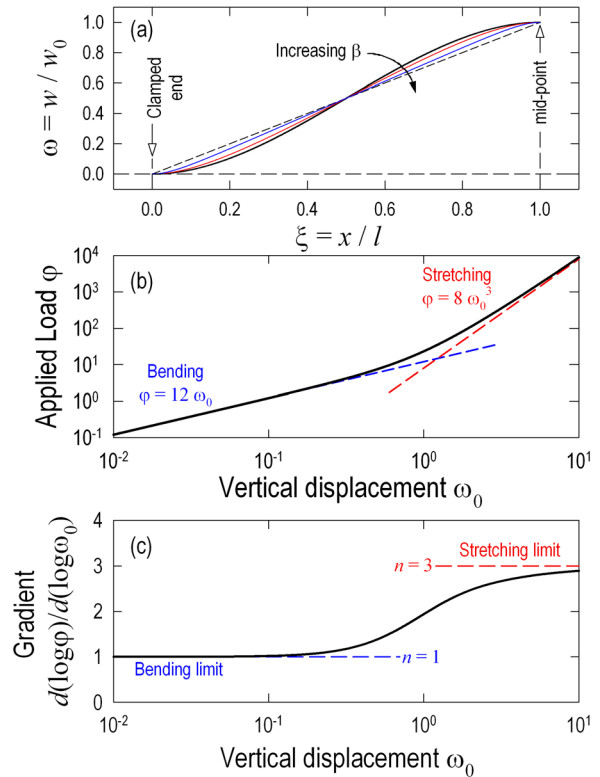 (a)
Increasing β
Clamped
end
mid-point
ω = w / w₀
1.0
0.8
0.6
0.4
0.2
0.0
0.0 0.2 0.4 0.6 0.8 1.0
ξ = x / l
(b)
Stretching
φ = 8 ω₀³
Bending
φ = 12 ω₀
Applied Load φ
10⁴
10³
10²
10¹
10⁰
10⁻¹
10⁻² 10⁻¹ 10⁰ 10¹
Vertical displacement ω₀
(c)
Stretching limit
n = 3
n = 1
Bending limit
Gradient
d(logφ)/d(logω₀)
4
3
2
1
0
10⁻² 10⁻¹ 10⁰ 10¹
Vertical displacement ω₀